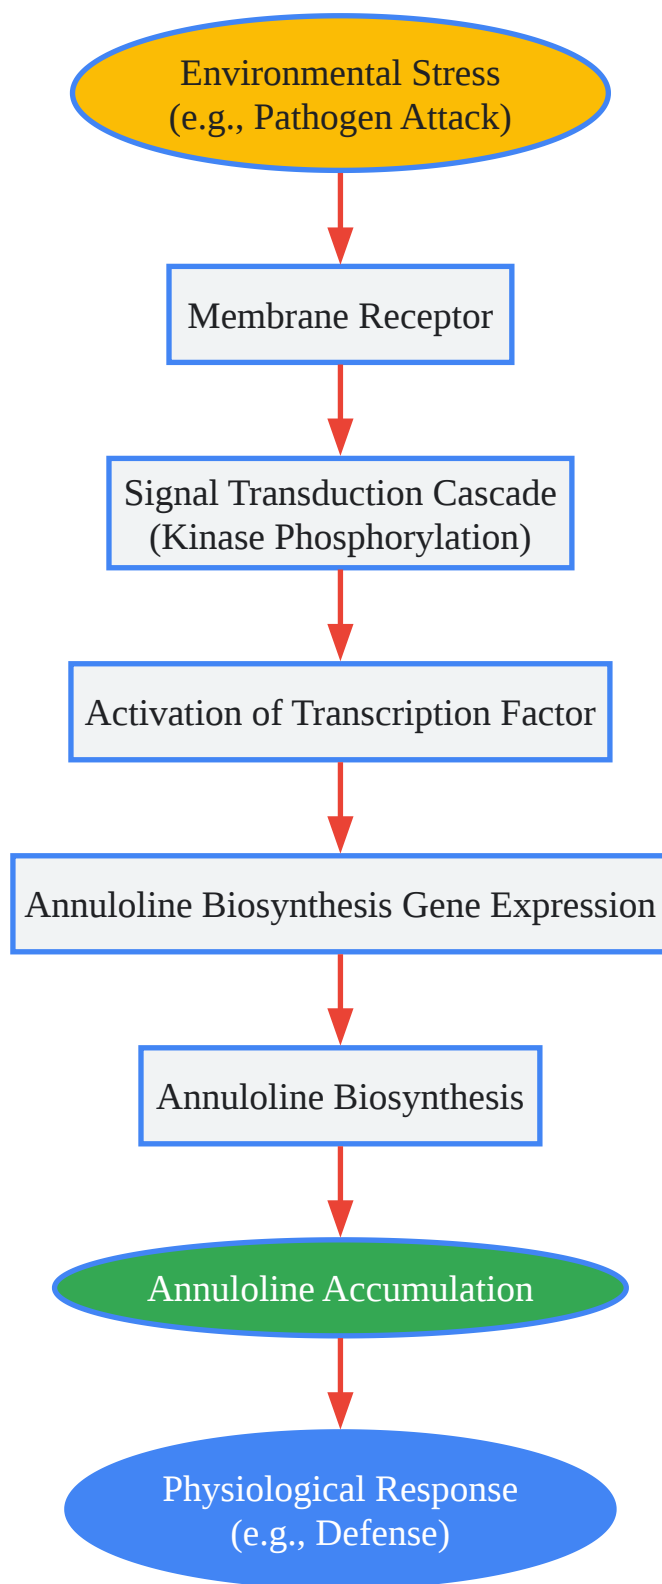 Environmental Stress
(e.g., Pathogen Attack)
Membrane Receptor
Signal Transduction Cascade
(Kinase Phosphorylation)
Activation of Transcription Factor
Annuloline Biosynthesis Gene Expression
Annuloline Biosynthesis
Annuloline Accumulation
Physiological Response
(e.g., Defense)